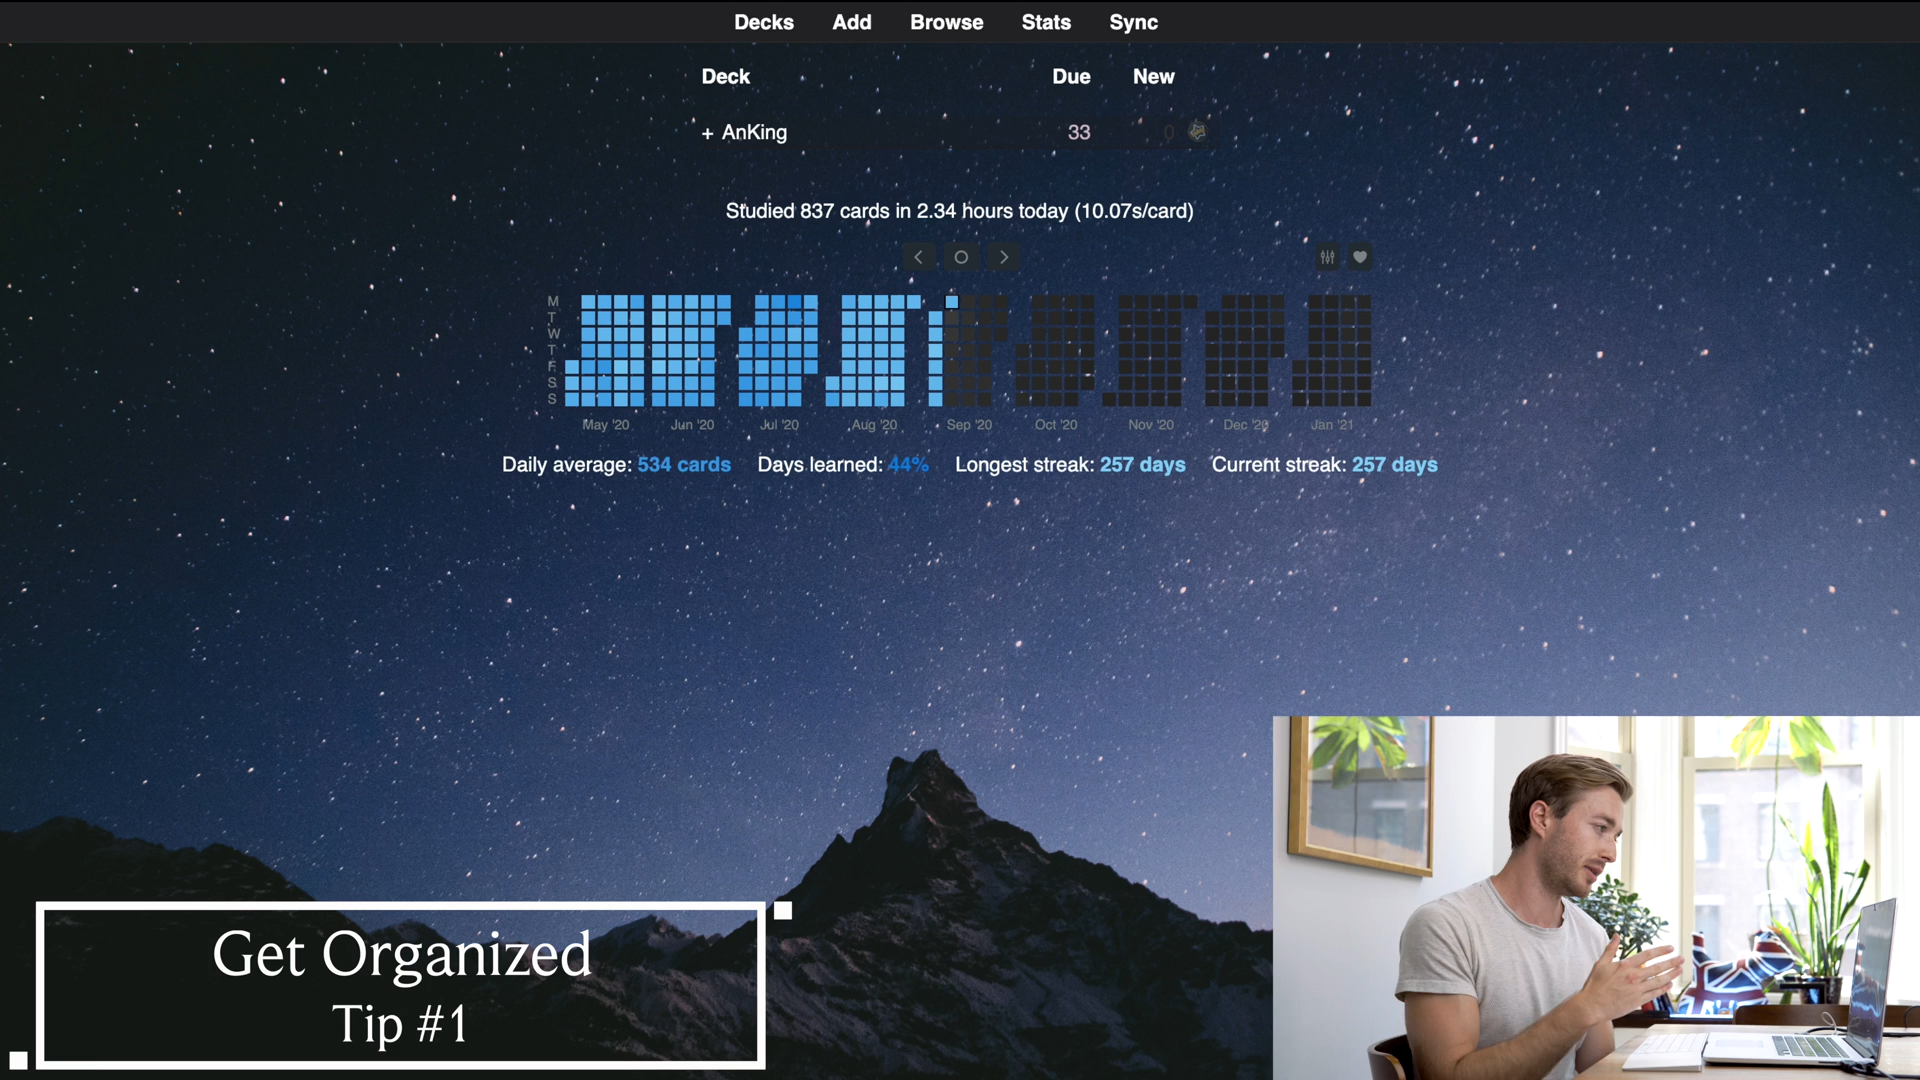 Decks Add Browse Stats Sync
Deck Due New
+ AnKing 33 0
Studied 837 cards in 2.34 hours today (10.07s/card)
M
T
W
T
F
S
S
May '20 Jun '20 Jul '20 Aug '20 Sep '20 Oct '20 Nov '20 Dec '20 Jan '21
Daily average: 534 cards Days learned: 44% Longest streak: 257 days Current streak: 257 days
Get Organized
Tip #1